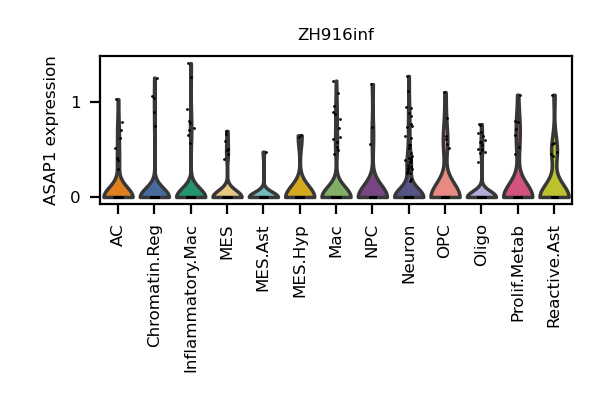 ZH916inf
ASAP1 expression
1
0
AC
Chromatin.Reg
Inflammatory.Mac
MES
MES.Ast
MES.Hyp
Mac
NPC
Neuron
OPC
Oligo
Prolif.Metab
Reactive.Ast